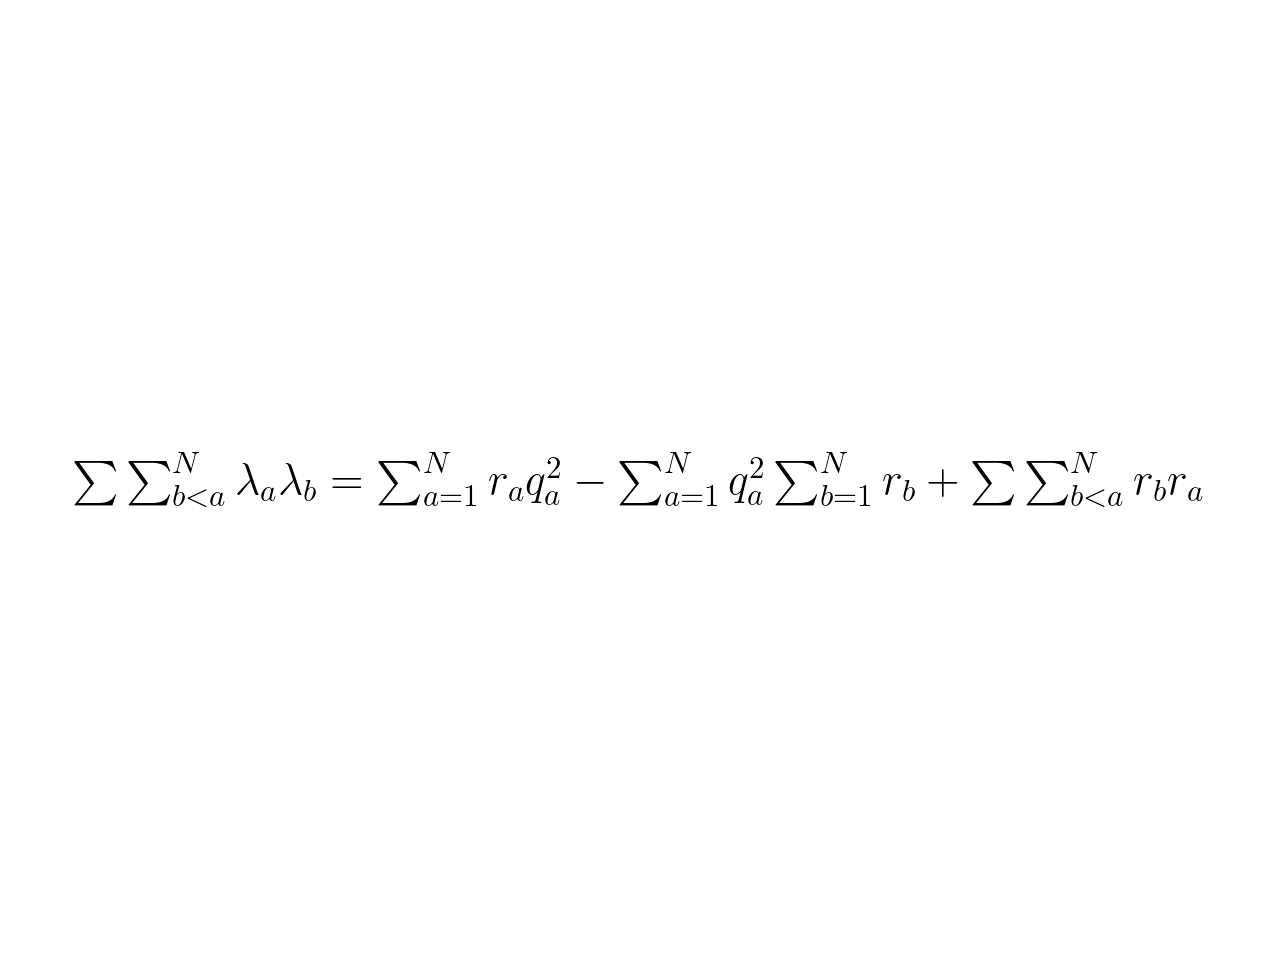 $\sum \sum_{b<a}^{N} \lambda_a \lambda_b = \sum_{a=1}^{N} r_a q_a^2 - \sum_{a=1}^{N} q_a^2 \sum_{b=1}^{N} r_b + \sum \sum_{b<a}^{N} r_b r_a$